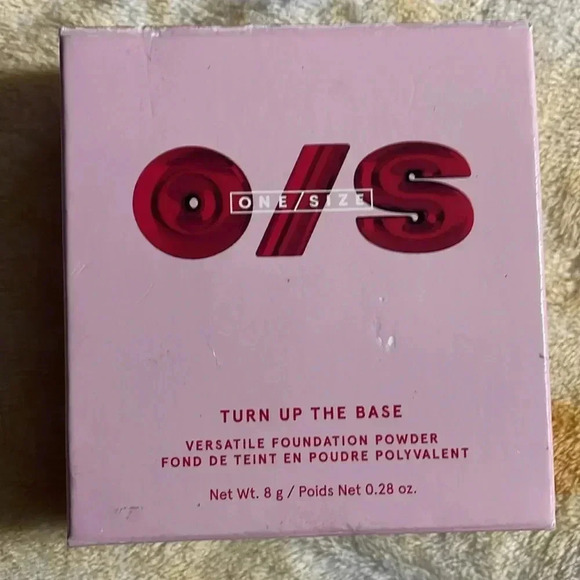 O/S
ONE/SIZE
TURN UP THE BASE
VERSATILE FOUNDATION POWDER
FOND DE TEINT EN POUDRE POLYVALENT
Net Wt. 8 g / Poids Net 0.28 oz.